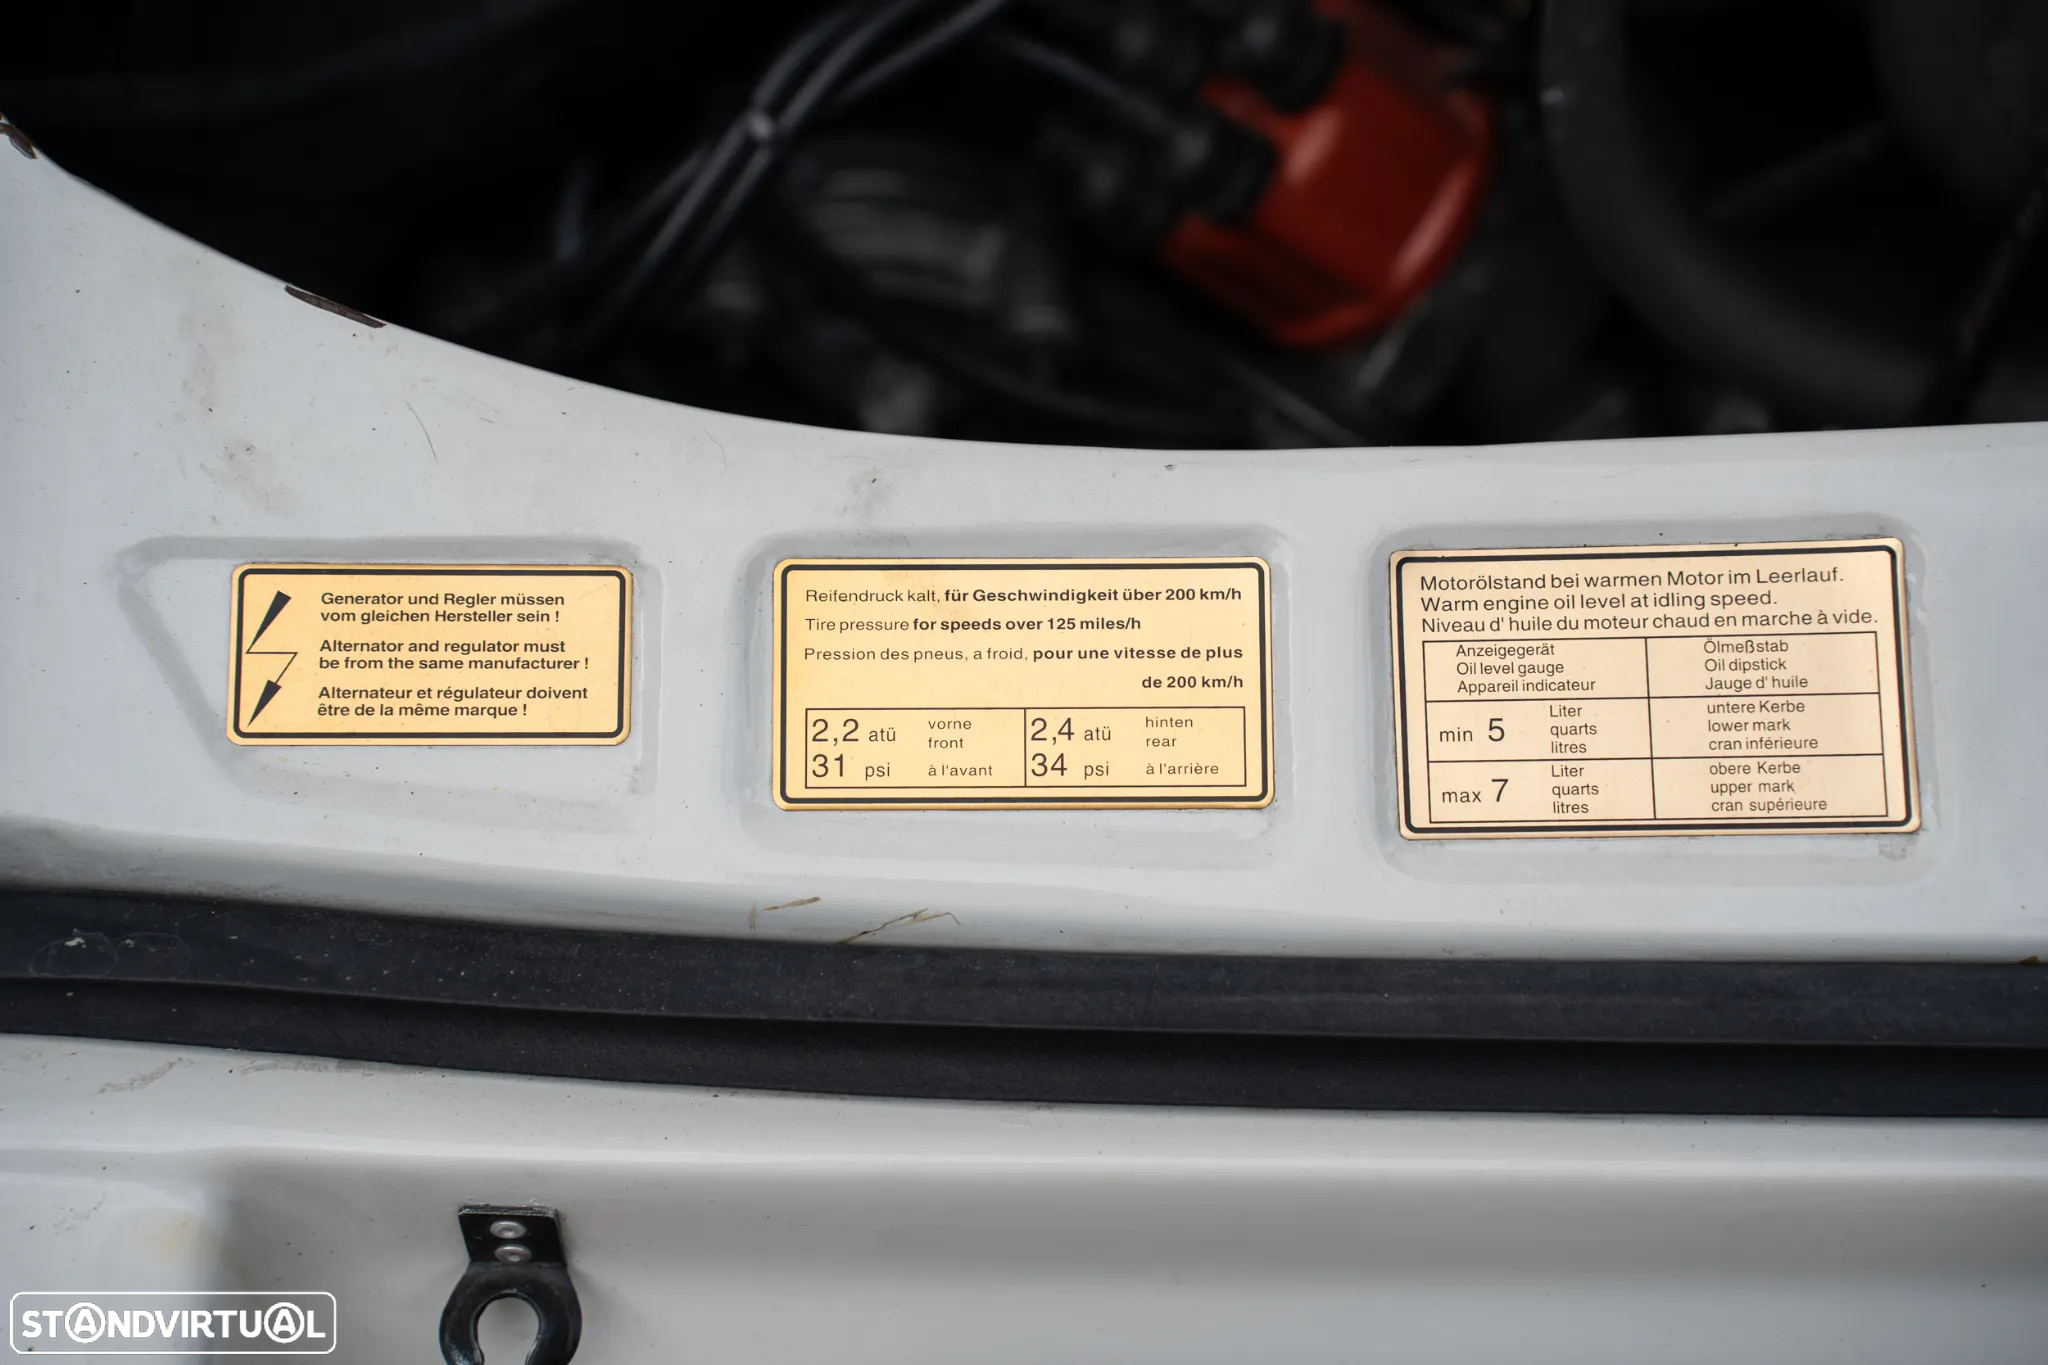 Generator und Regler müssen
vom gleichen Hersteller sein !
Alternator and regulator must
be from the same manufacturer !
Alternateur et régulateur doivent
être de la même marque !
Reifendruck kalt, für Geschwindigkeit über 200 km/h
Tire pressure for speeds over 125 miles/h
Pression des pneus, a froid, pour une vitesse de plus
de 200 km/h
2,2 atü vorne 2,4 atü hinten
front rear
31 psi à l'avant 34 psi à l'arrière
Motorölstand bei warmen Motor im Leerlauf.
Warm engine oil level at idling speed.
Niveau d' huile du moteur chaud en marche à vide.
Anzeigegerät Ölmeßstab
Oil level gauge Oil dipstick
Appareil indicateur Jauge d' huile
Liter untere Kerbe
min 5 quarts lower mark
litres cran inférieure
Liter obere Kerbe
max 7 quarts upper mark
litres cran supérieure
STANDVIRTUAL